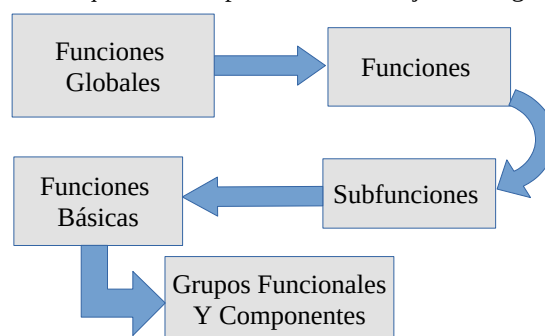 Funciones
Globales
Funciones
Subfunciones
Funciones
Básicas
Grupos Funcionales
Y Componentes